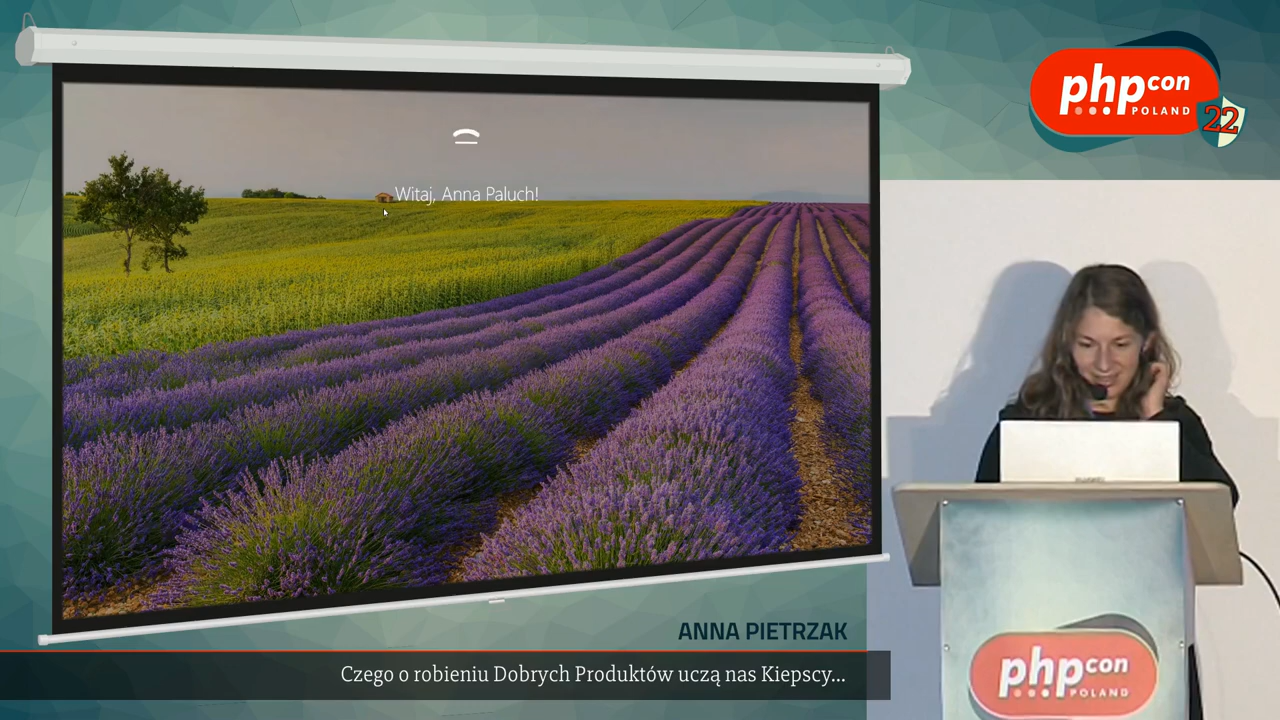 php con
POLAND
22
Witaj, Anna Paluch!
ANNA PIETRZAK
Czego o robieniu Dobrych Produktów uczą nas Kiepscy...
php con
POLAND